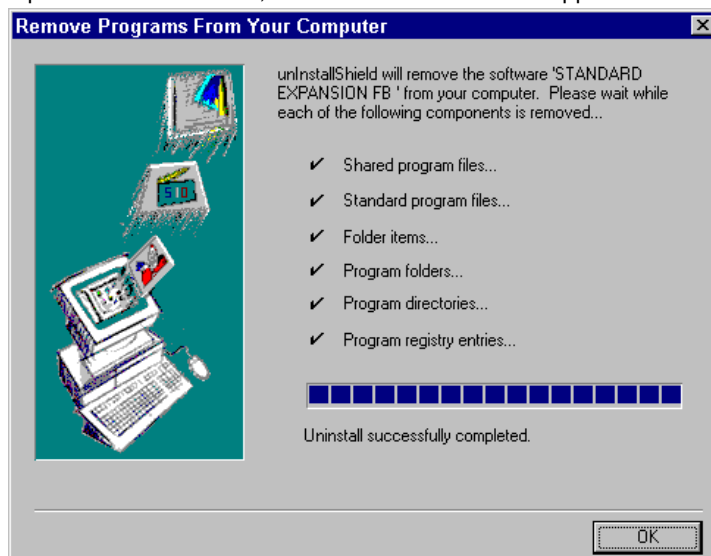 Remove Programs From Your Computer
unInstallShield will remove the software 'STANDARD
EXPANSION FB ' from your computer.  Please wait while
each of the following components is removed...
✔ Shared program files...
✔ Standard program files...
✔ Folder items...
✔ Program folders...
✔ Program directories...
✔ Program registry entries...
Uninstall successfully completed.
OK